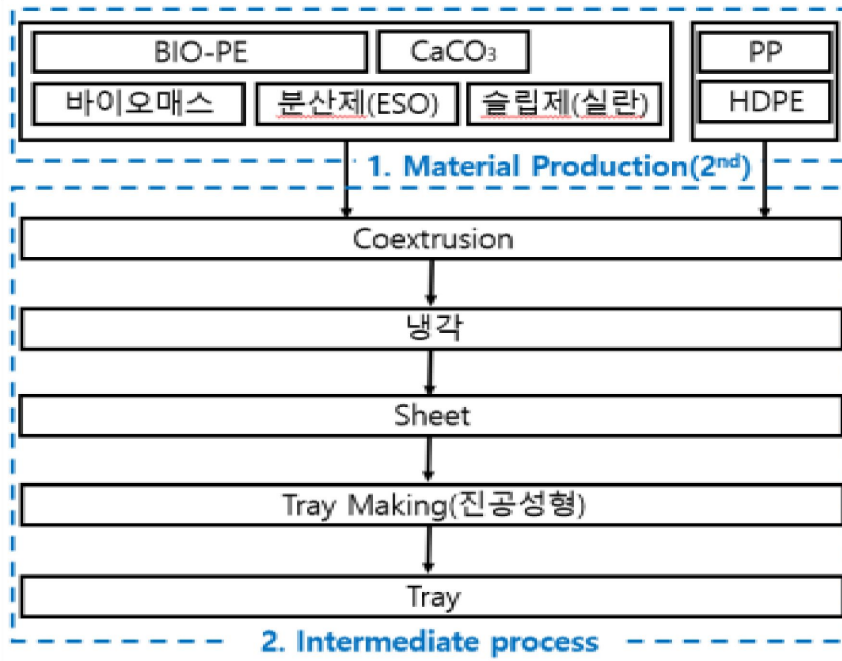 BIO-PE
CaCO₃
PP
바이오매스
분산제(ESO)
슬립제(실란)
HDPE
1. Material Production(2ⁿᵈ)
Coextrusion
냉각
Sheet
Tray Making(진공성형)
Tray
2. Intermediate process